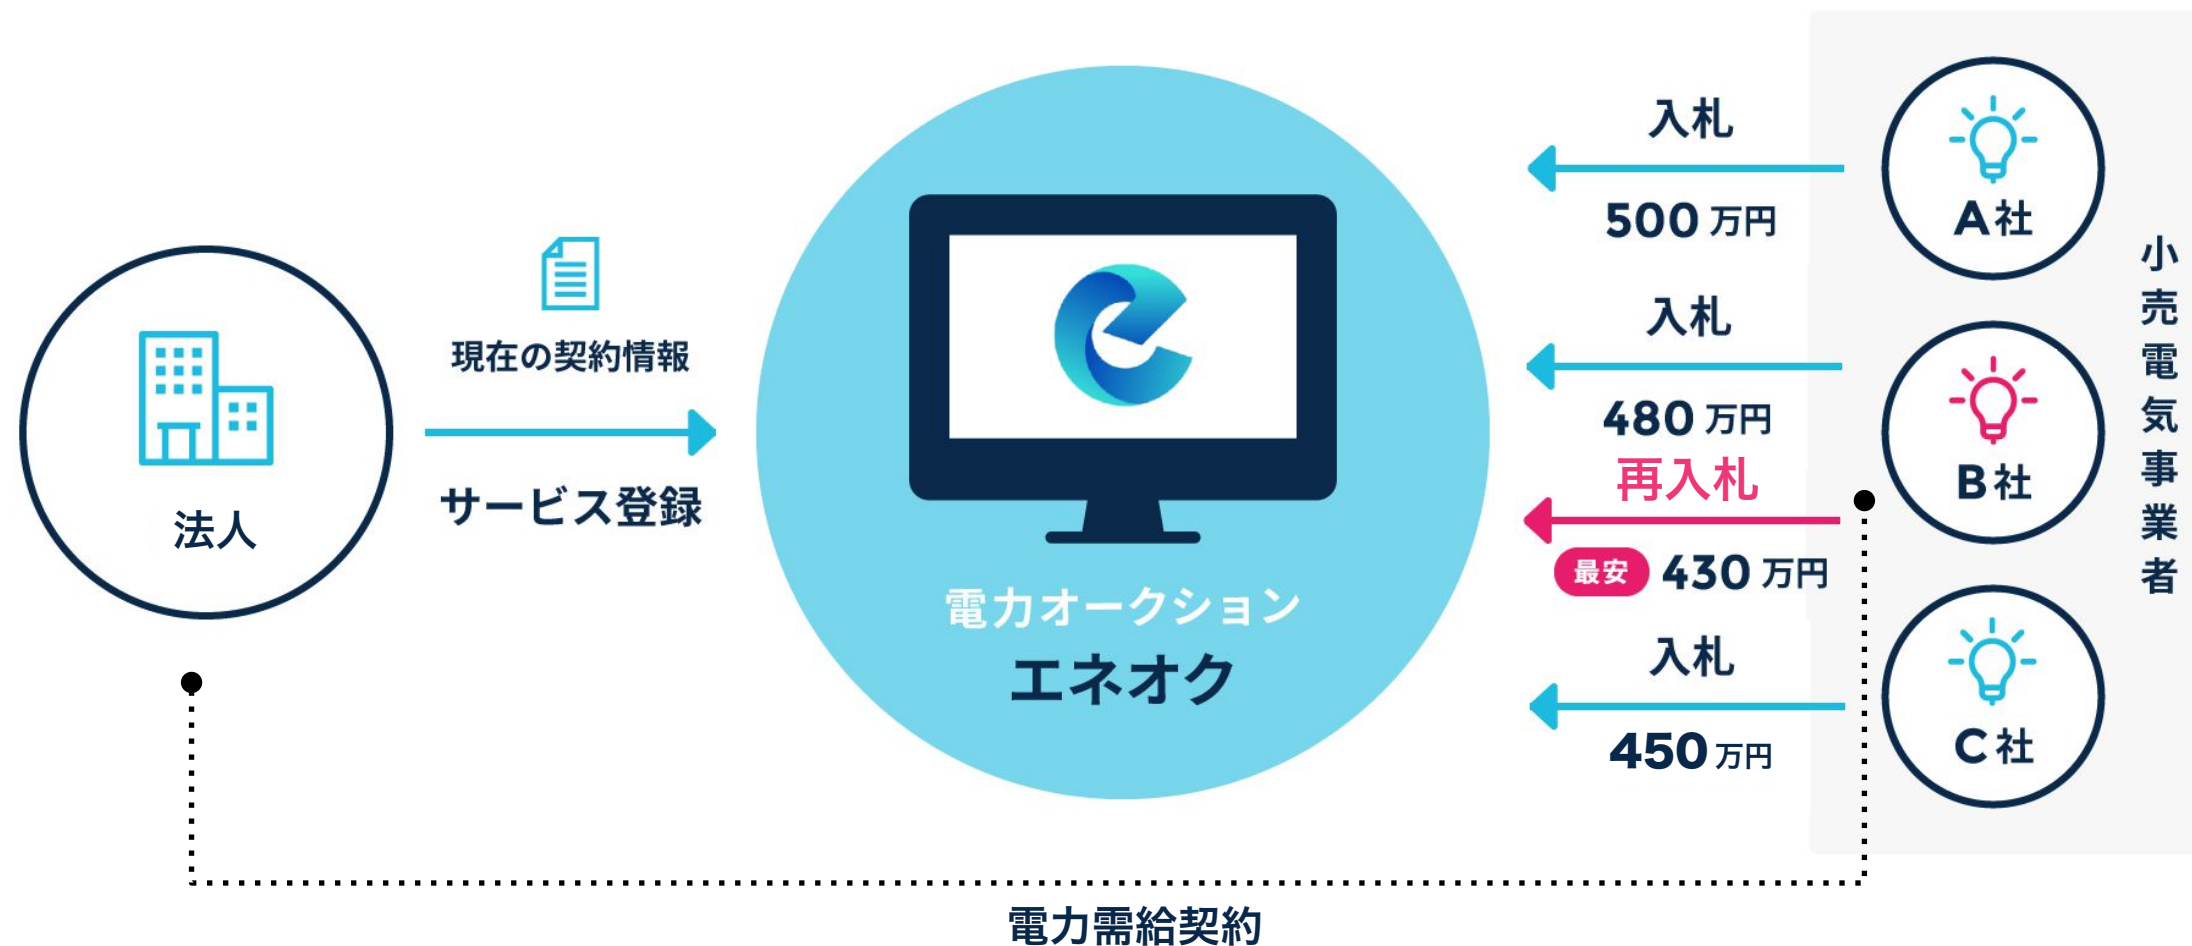 法人
現在の契約情報
サービス登録
電力オークション
エネオク
入札
500 万円
入札
480 万円
再入札
最安 430 万円
入札
450 万円
A 社
B 社
C 社
小売電気事業者
電力需給契約